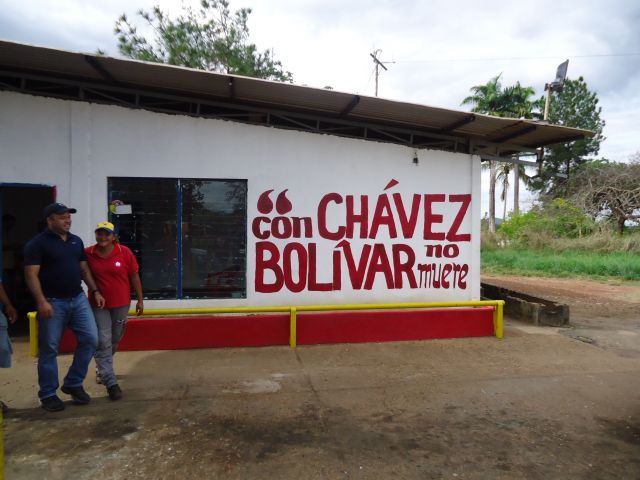 “con CHÁVEZ
BOLÍVAR no
muere